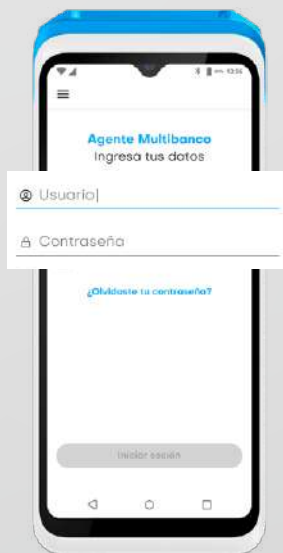 Agente Multibanco
Ingresa tus datos
Usuario
Contraseña
¿Olvidaste tu contraseña?
Iniciar sesión